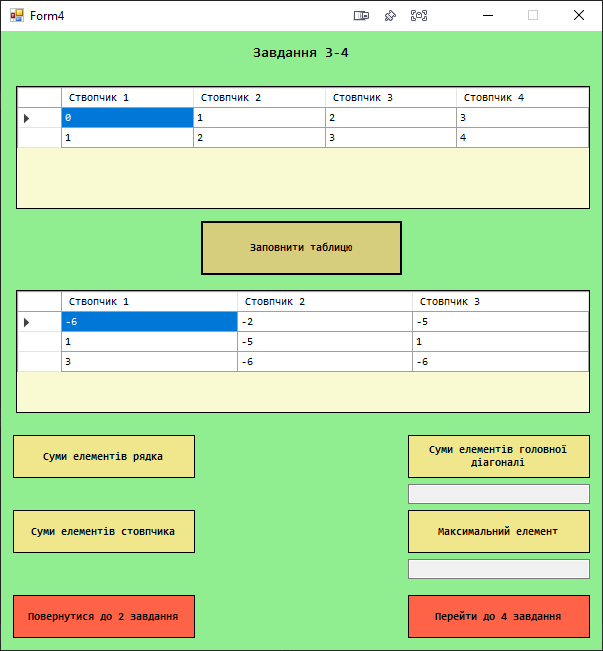 Form4
Завдання 3-4
Ствопчик 1 Стовпчик 2 Стовпчик 3 Стовпчик 4
0 1 2 3
1 2 3 4
Заповнити таблицю
Ствопчик 1 Стовпчик 2 Стовпчик 3
-6 -2 -5
1 -5 1
3 -6 -6
Суми елементів рядка
Суми елементів головної
діагоналі
Суми елементів стовпчика
Максимальний елемент
Повернутися до 2 завдання
Перейти до 4 завдання